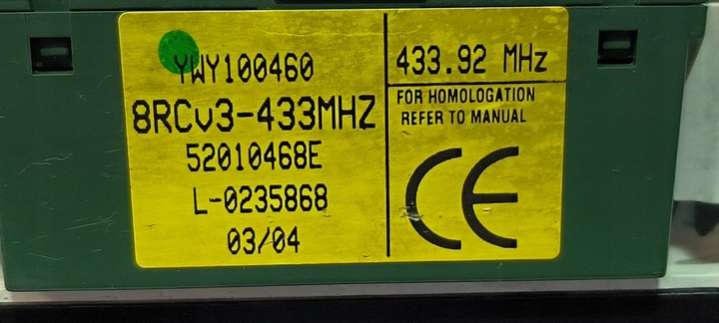 YWY100460
8RCv3-433MHZ
52010468E
L-0235868
03/04
433.92 MHz
FOR HOMOLOGATION
REFER TO MANUAL
CE